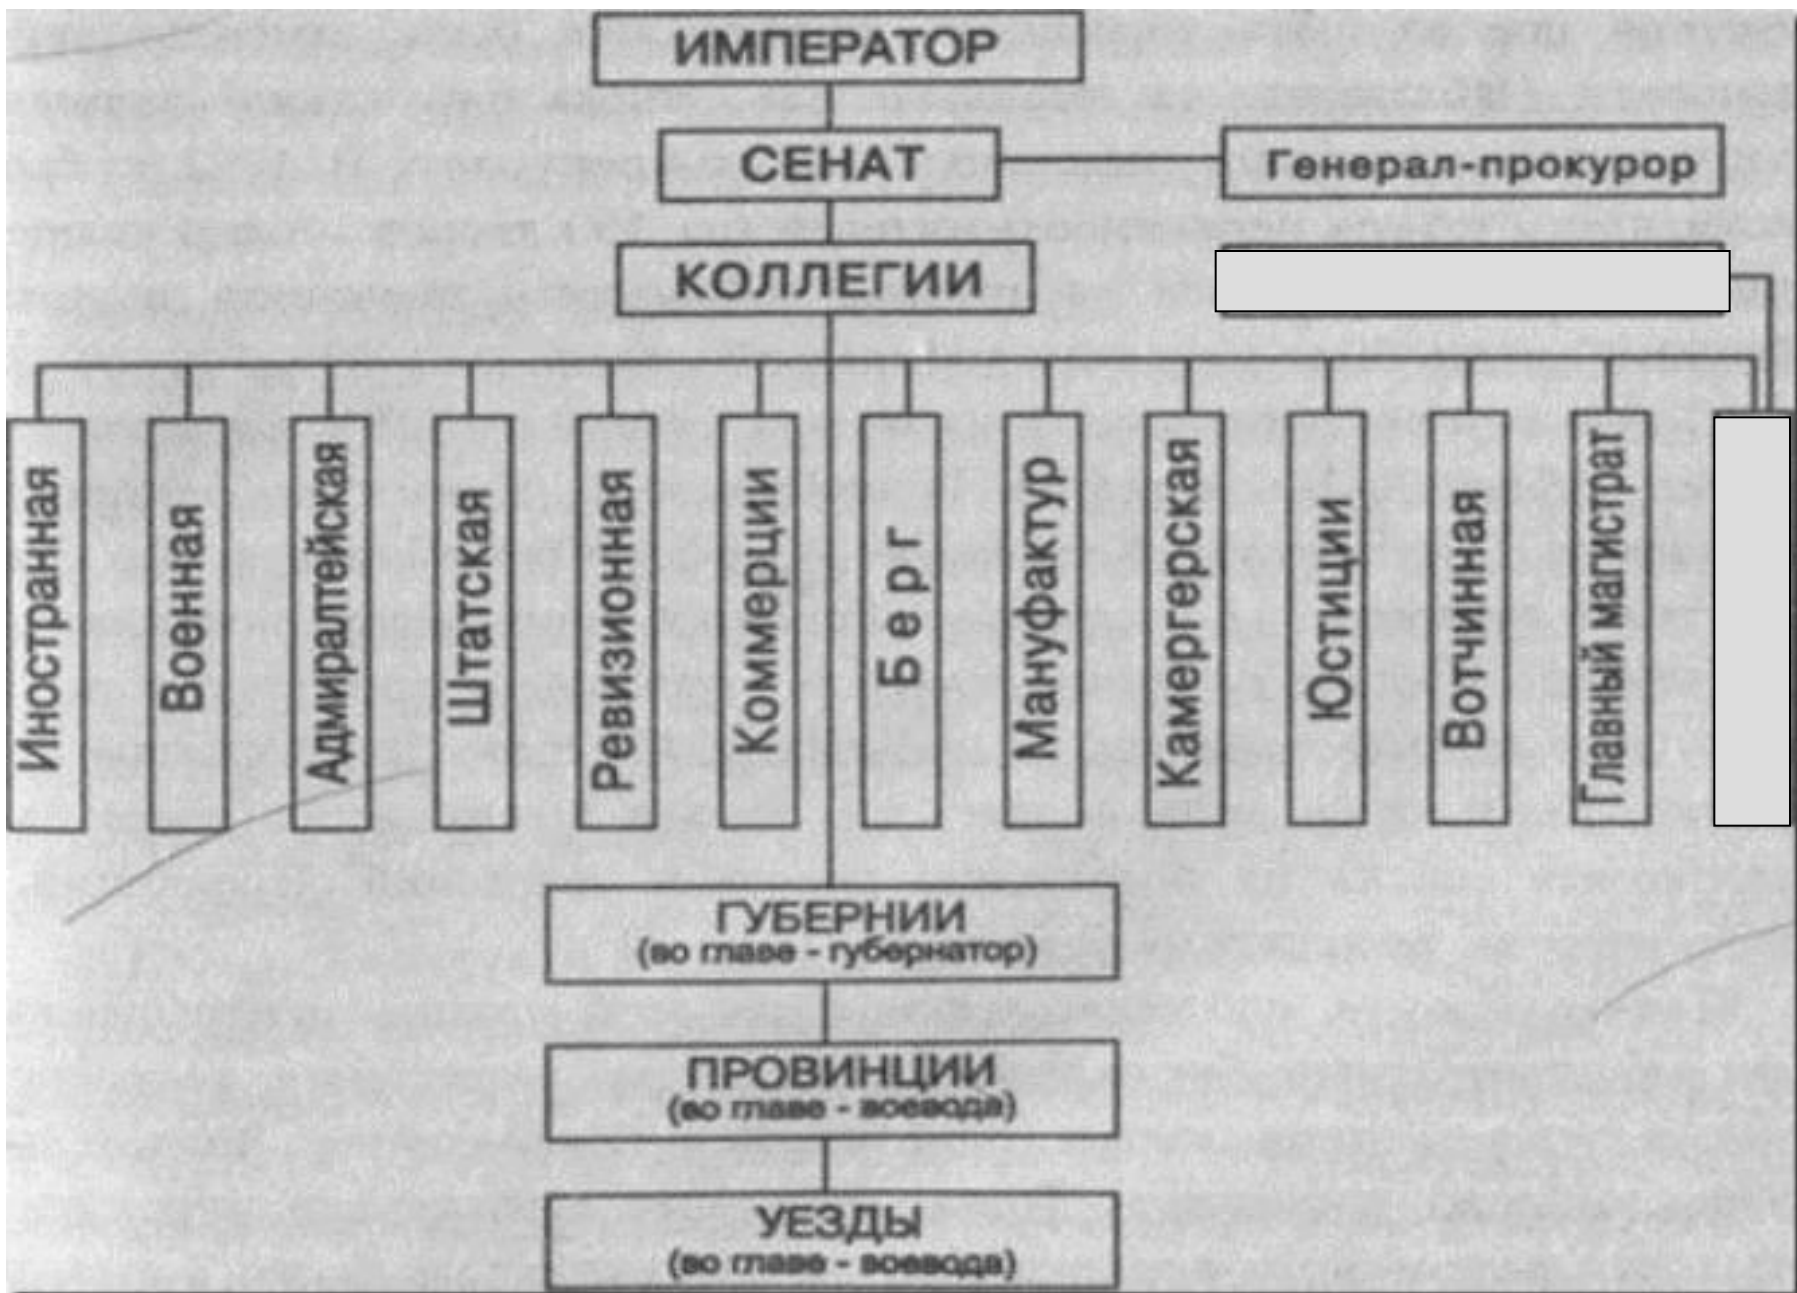 ИМПЕРАТОР
СЕНАТ
Генерал-прокурор
КОЛЛЕГИИ
Иностранная
Военная
Адмиралтейская
Штатская
Ревизионная
Коммерции
Берг
Мануфактур
Камергерская
Юстиции
Вотчинная
Главный магистрат
ГУБЕРНИИ
(во главе - губернатор)
ПРОВИНЦИИ
(во главе - воевода)
УЕЗДЫ
(во главе - воевода)